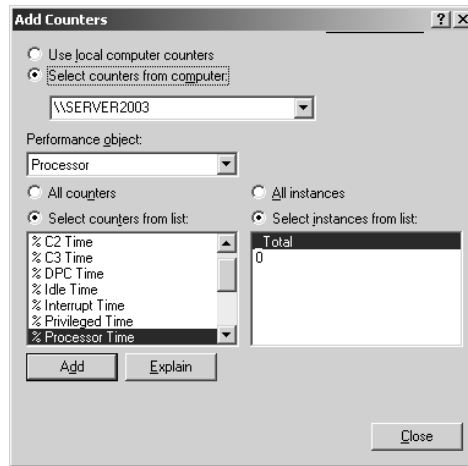 Add Counters
Use local computer counters
Select counters from computer:
\\SERVER2003
Performance object:
Processor
All counters
All instances
Select counters from list:
Select instances from list:
% C2 Time
% C3 Time
% DPC Time
% Idle Time
% Interrupt Time
% Privileged Time
% Processor Time
_Total
0
Add
Explain
Close